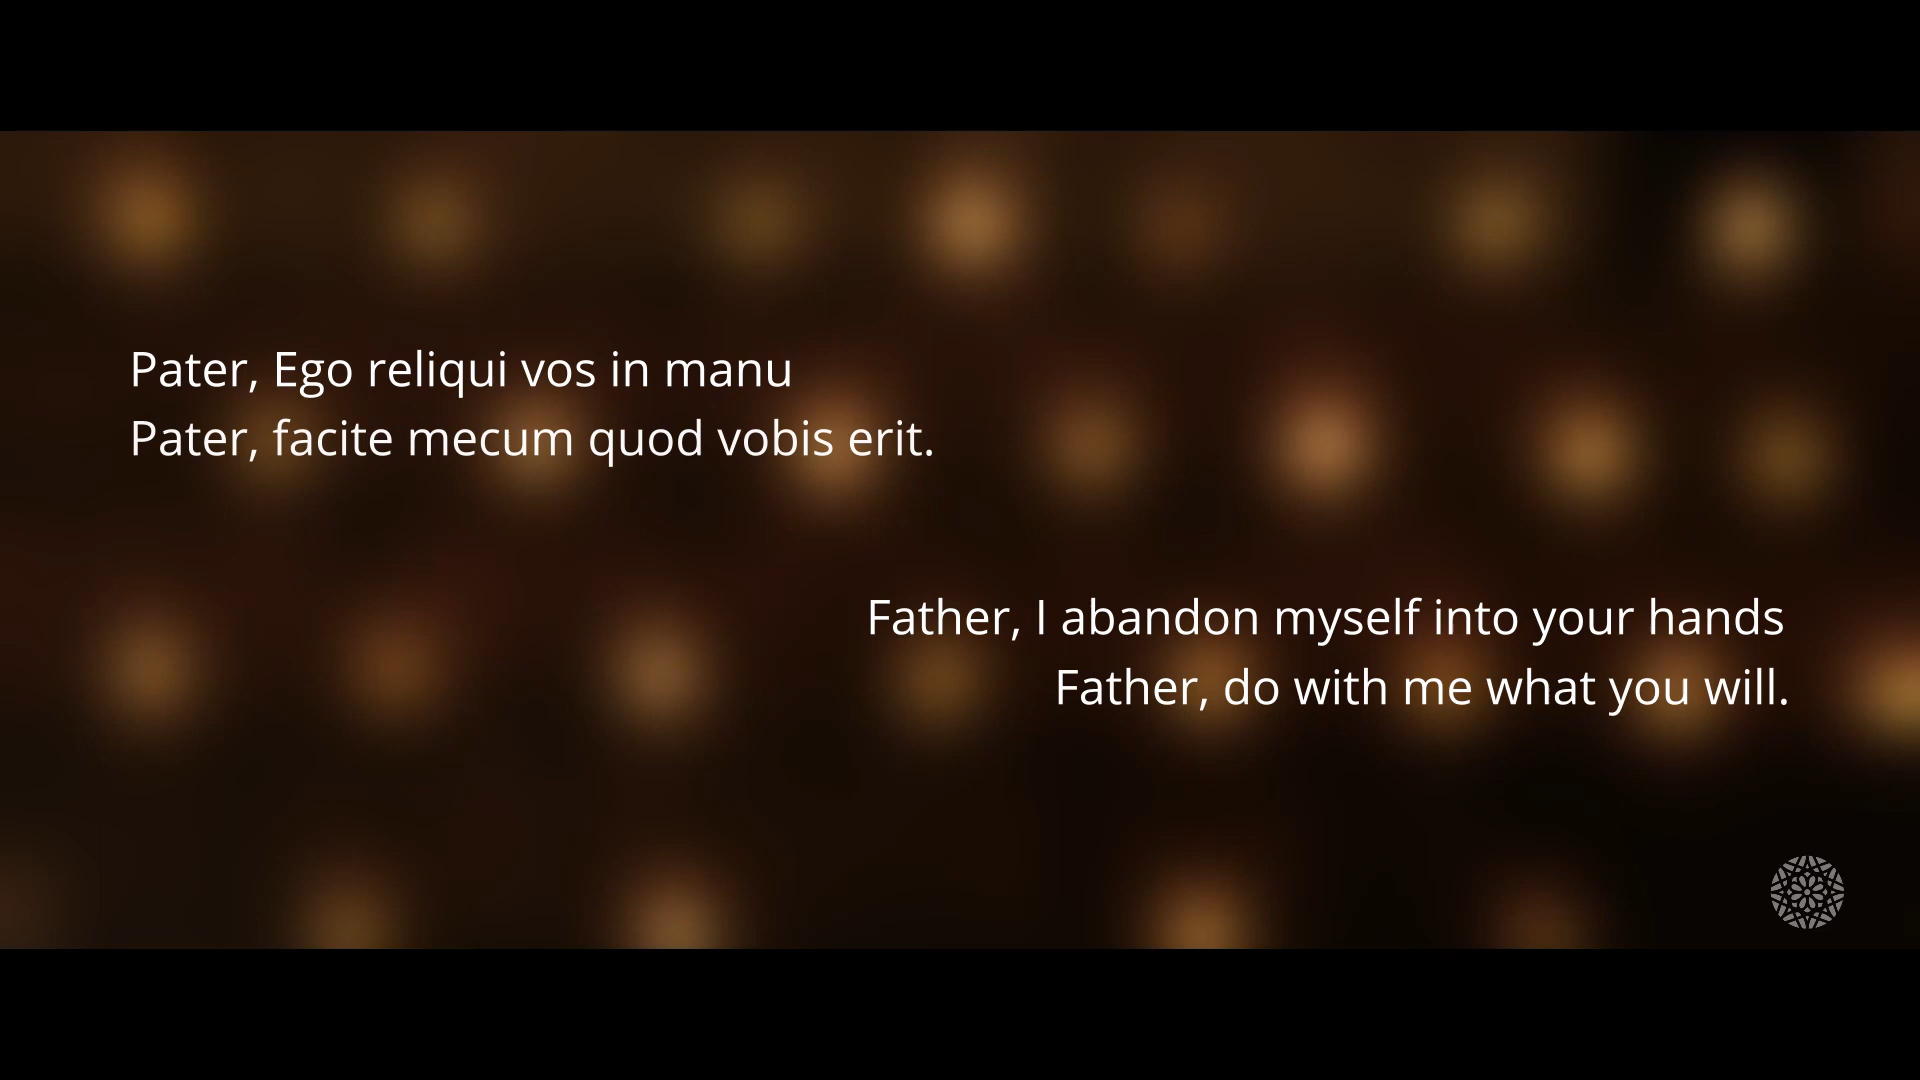 Pater, Ego reliqui vos in manu
Pater, facite mecum quod vobis erit.
Father, I abandon myself into your hands
Father, do with me what you will.